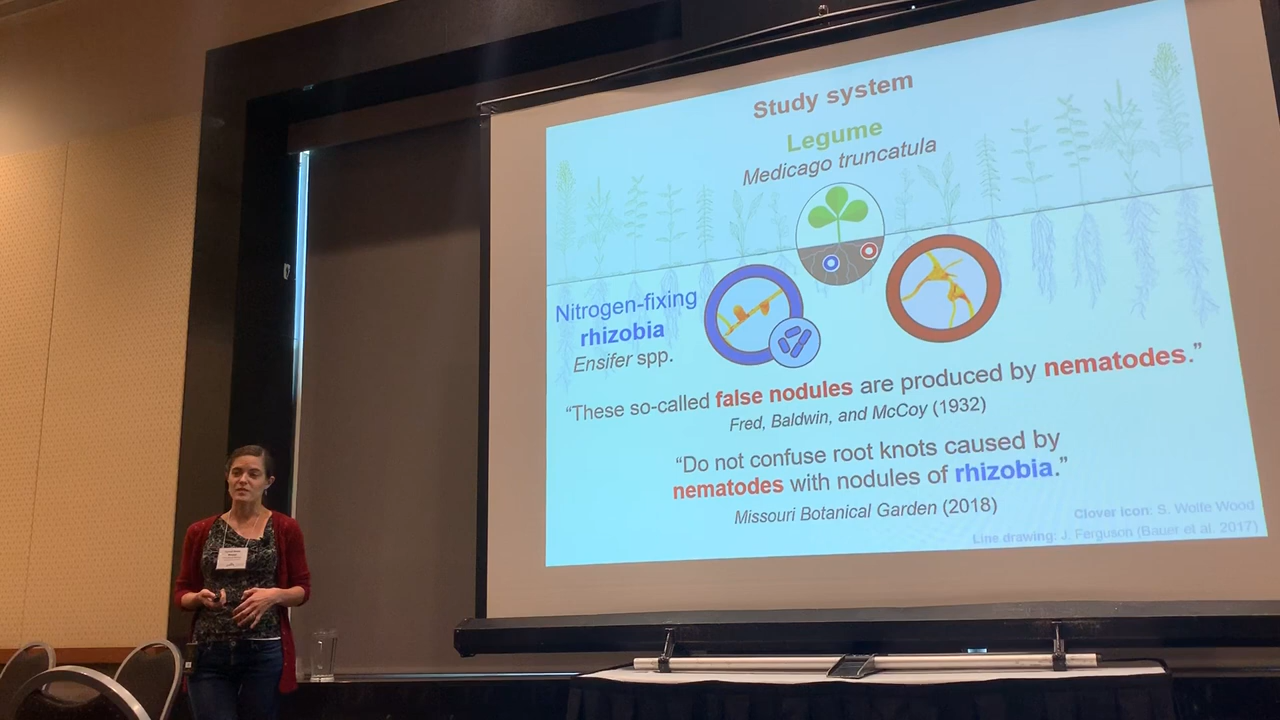 Study system
Legume
Medicago truncatula
Nitrogen-fixing
rhizobia
Ensifer spp.
“These so-called false nodules are produced by nematodes.”
Fred, Baldwin, and McCoy (1932)
“Do not confuse root knots caused by
nematodes with nodules of rhizobia.”
Missouri Botanical Garden (2018)
Clover icon: S. Wolfe Wood
Line drawing: J. Ferguson (Bauer et al. 2017)